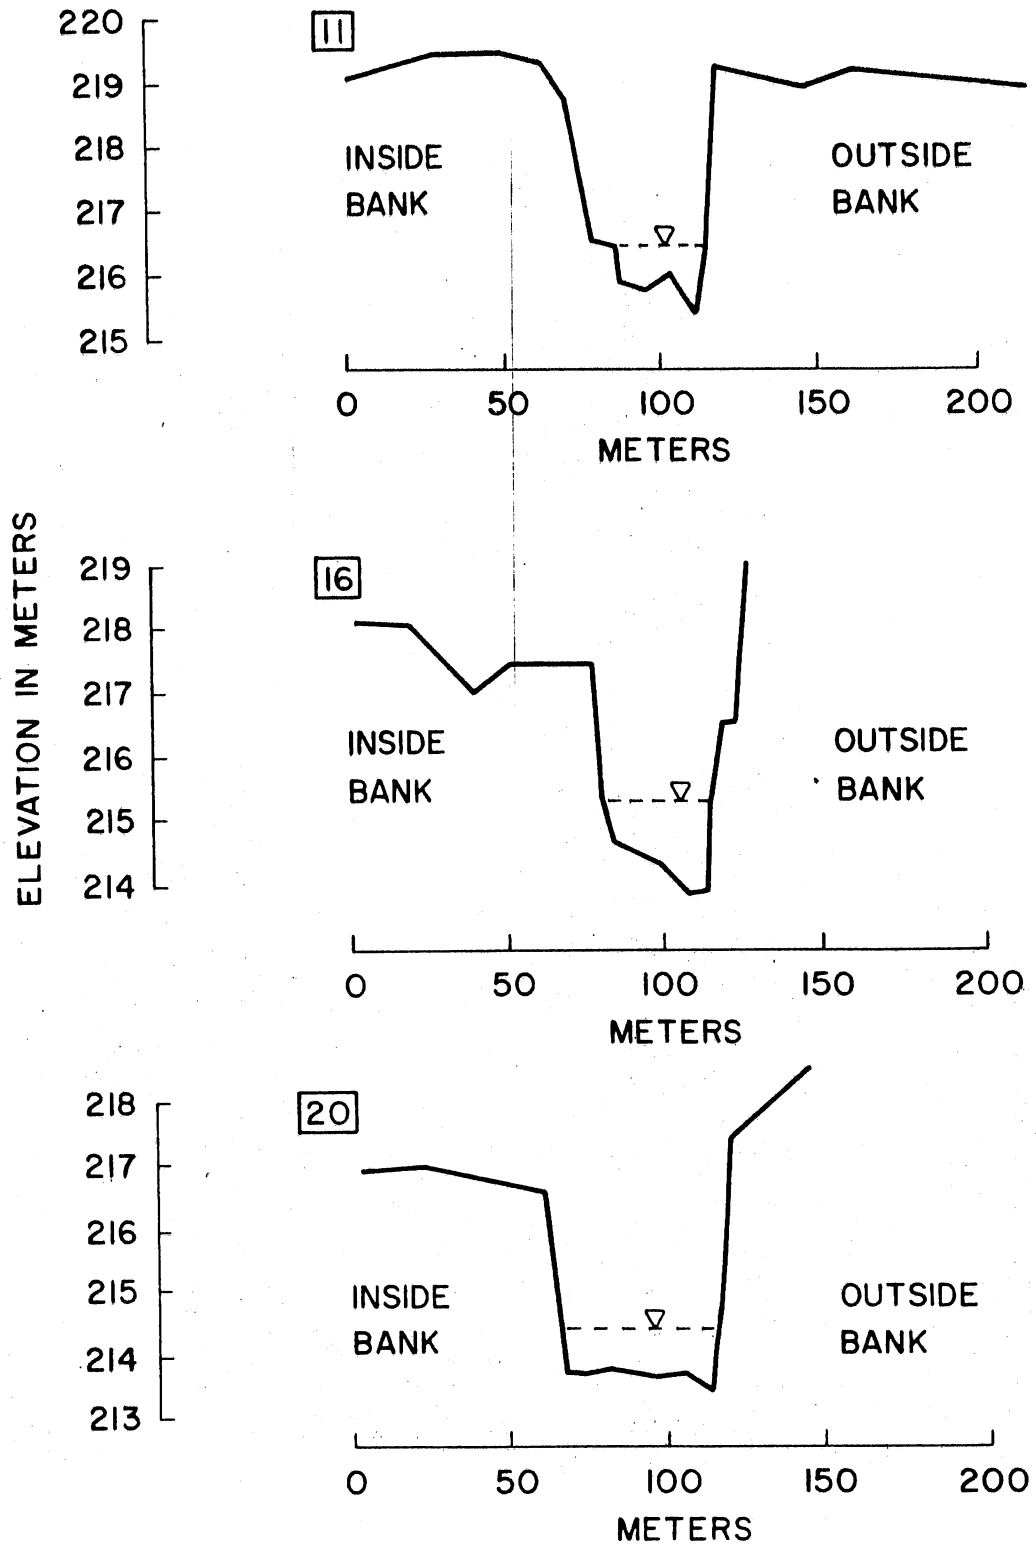 220
219
218
217
216
215
11
INSIDE
BANK
OUTSIDE
BANK
0 50 100 150 200
METERS
ELEVATION IN METERS
219
218
217
216
215
214
16
INSIDE
BANK
OUTSIDE
BANK
0 50 100 150 200
METERS
218
217
216
215
214
213
20
INSIDE
BANK
OUTSIDE
BANK
0 50 100 150 200
METERS